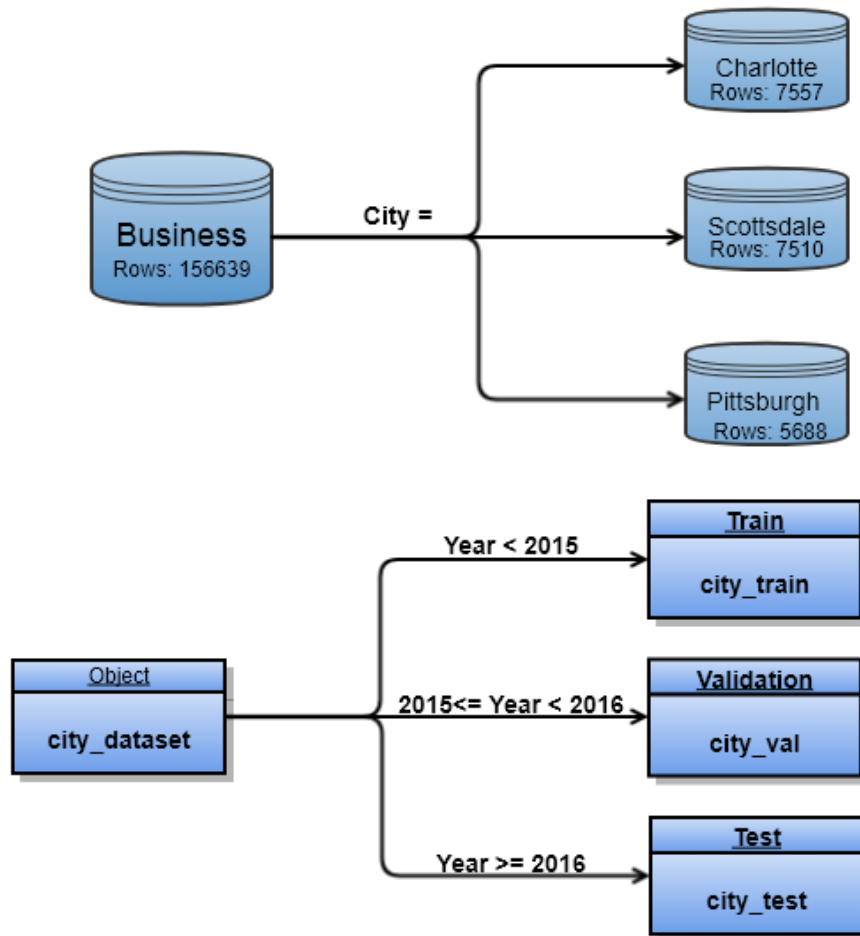 Charlotte
Rows: 7557
Business
Rows: 156639
City =
Scottsdale
Rows: 7510
Pittsburgh
Rows: 5688
Year < 2015
Train
city_train
Object
city_dataset
2015<= Year < 2016
Validation
city_val
Year >= 2016
Test
city_test